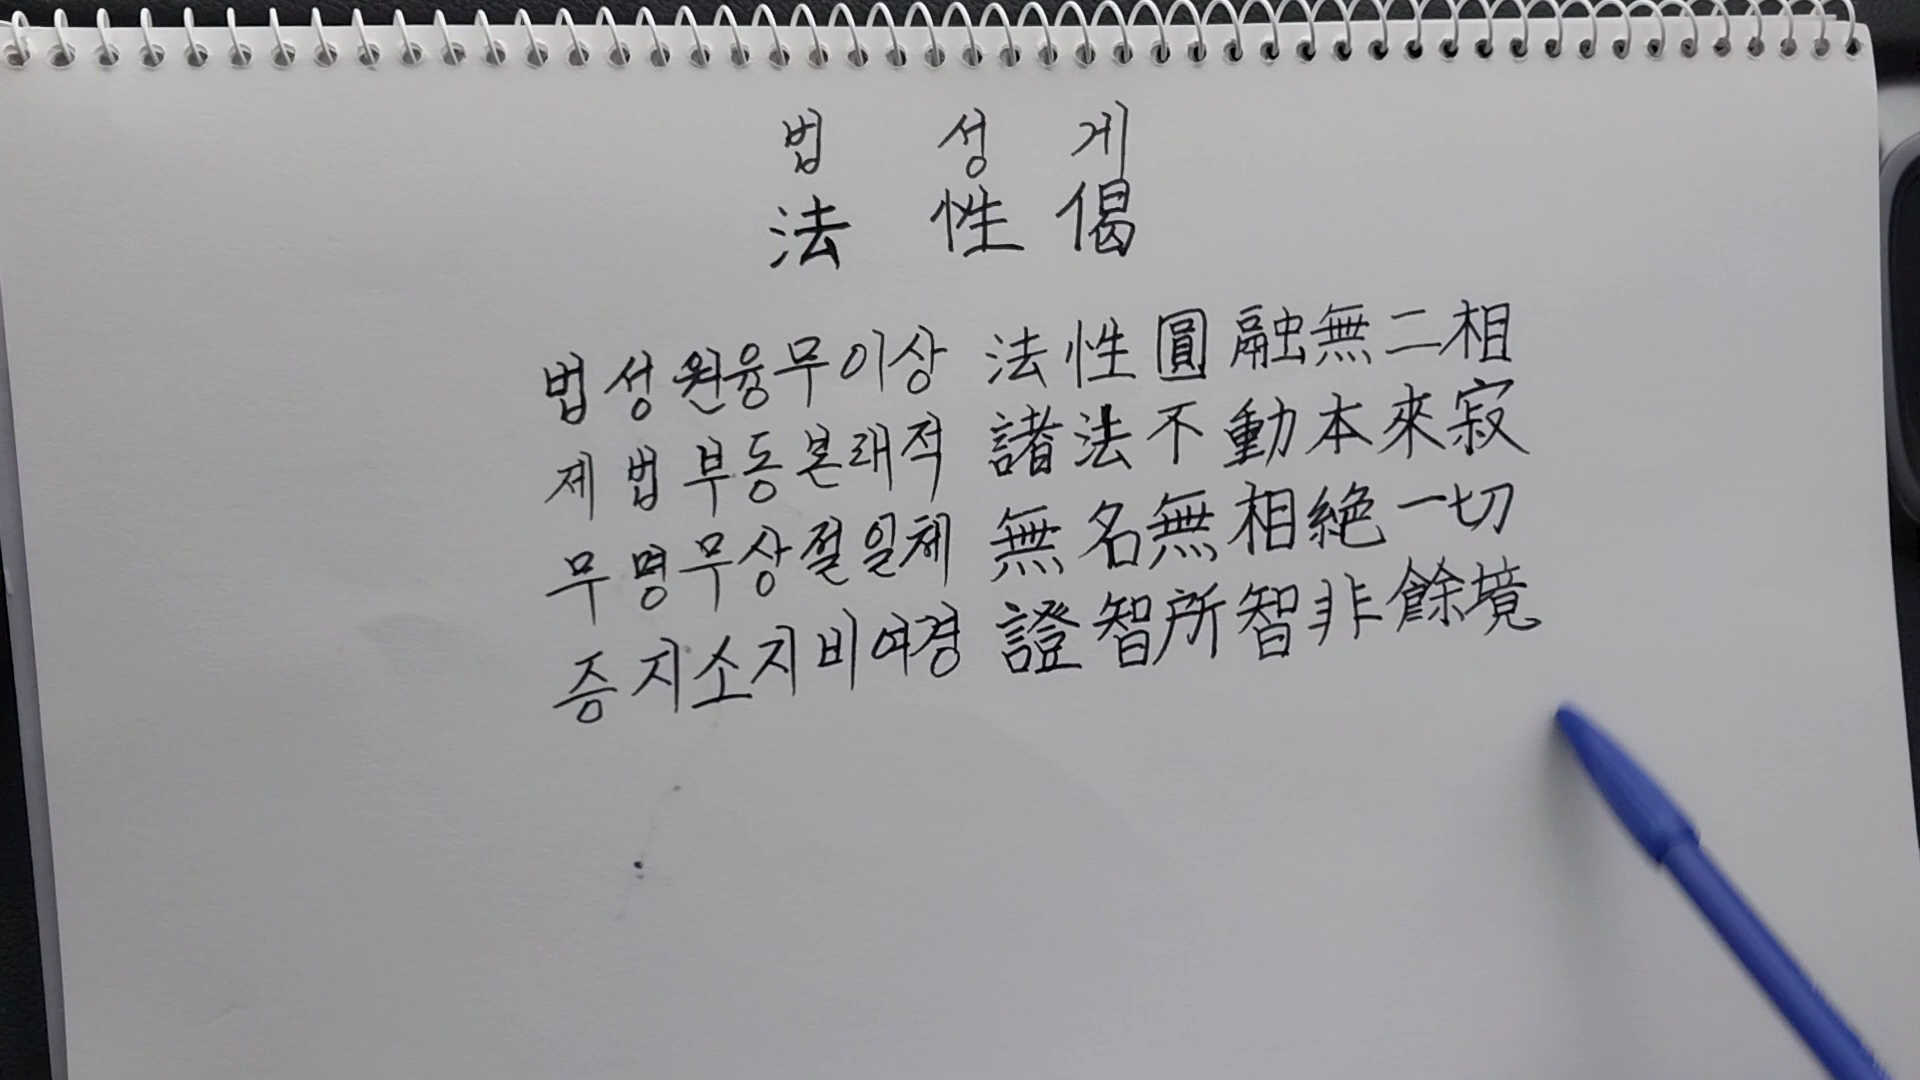 법 성 게
法 性 偈
법성원융무이상 法性圓融無二相
제법부동본래적 諸法不動本來寂
무명무상절일체 無名無相絶一切
증지소지비여경 證智所智非餘境